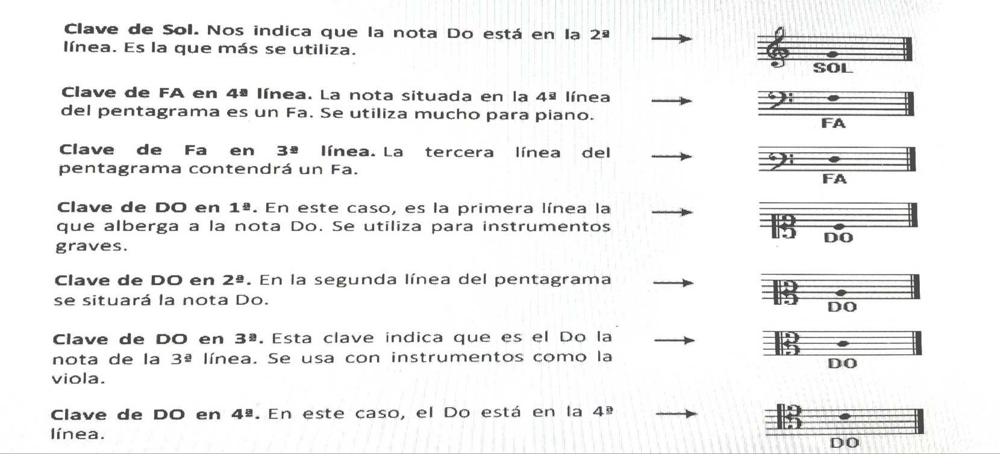 Clave de Sol. Nos indica que la nota Do está en la 2ª
línea. Es la que más se utiliza.
SOL
Clave de FA en 4ª línea. La nota situada en la 4ª línea
del pentagrama es un Fa. Se utiliza mucho para piano.
FA
Clave de Fa en 3ª línea. La tercera línea del
pentagrama contendrá un Fa.
FA
Clave de DO en 1ª. En este caso, es la primera línea la
que alberga a la nota Do. Se utiliza para instrumentos
graves.
DO
Clave de DO en 2ª. En la segunda línea del pentagrama
se situará la nota Do.
DO
Clave de DO en 3ª. Esta clave indica que es el Do la
nota de la 3ª línea. Se usa con instrumentos como la
viola.
DO
Clave de DO en 4ª. En este caso, el Do está en la 4ª
línea.
DO